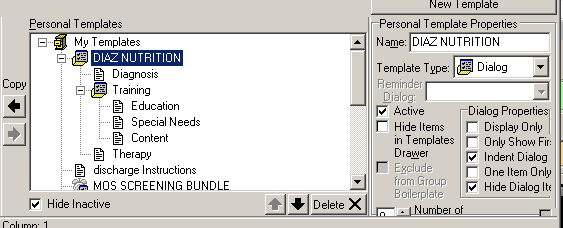 New Template
Personal Templates
Personal Template Properties
My Templates
DIAZ NUTRITION
Diagnosis
Training
Education
Special Needs
Content
Therapy
discharge Instructions
MOS SCREENING BUNDLE
Copy
Name: DIAZ NUTRITION
Template Type: Dialog
Reminder
Dialog:
Active
Hide Items
in Templates
Drawer
Exclude
from Group
Boilerplate
Dialog Properties
Display Only
Only Show
Indent Dialog
One Item Only
Hide Dialog
Number of
Hide Inactive
Delete
Column: 1